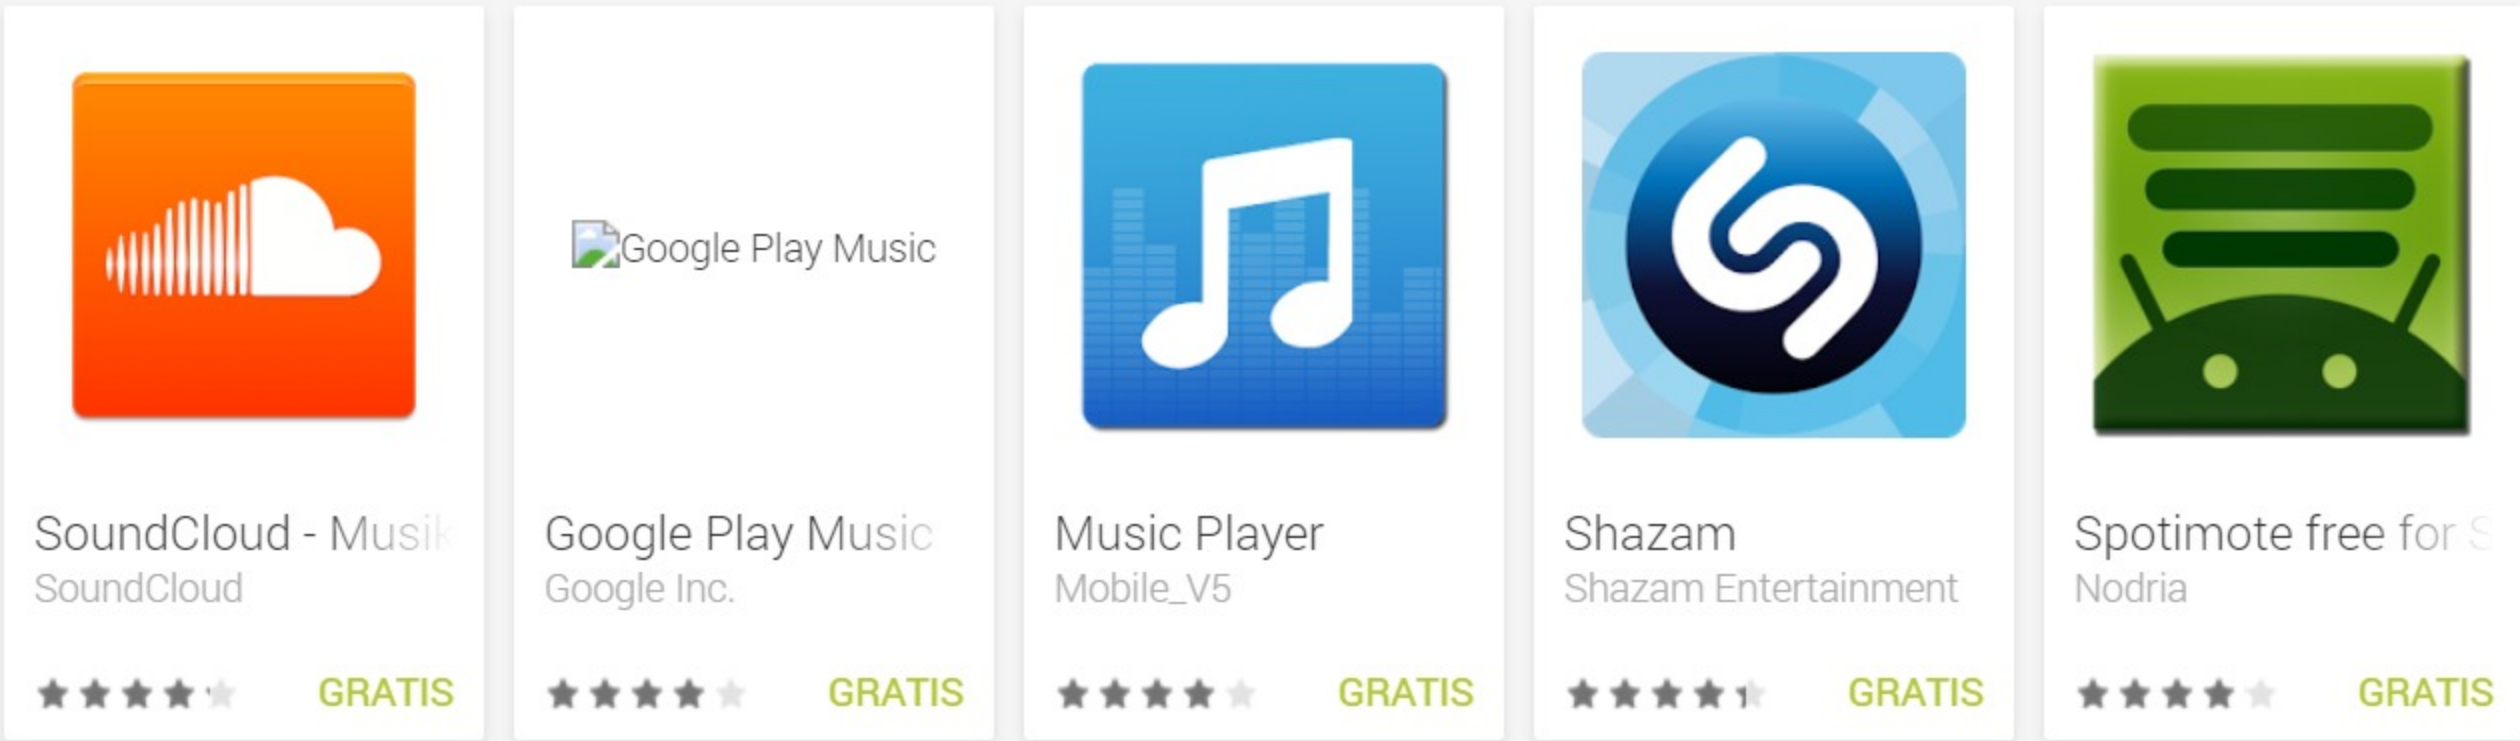 Google Play Music
SoundCloud - Musik
SoundCloud
GRATIS
Google Play Music
Google Inc.
GRATIS
Music Player
Mobile_V5
GRATIS
Shazam
Shazam Entertainment
GRATIS
Spotimote free for S
Nodria
GRATIS